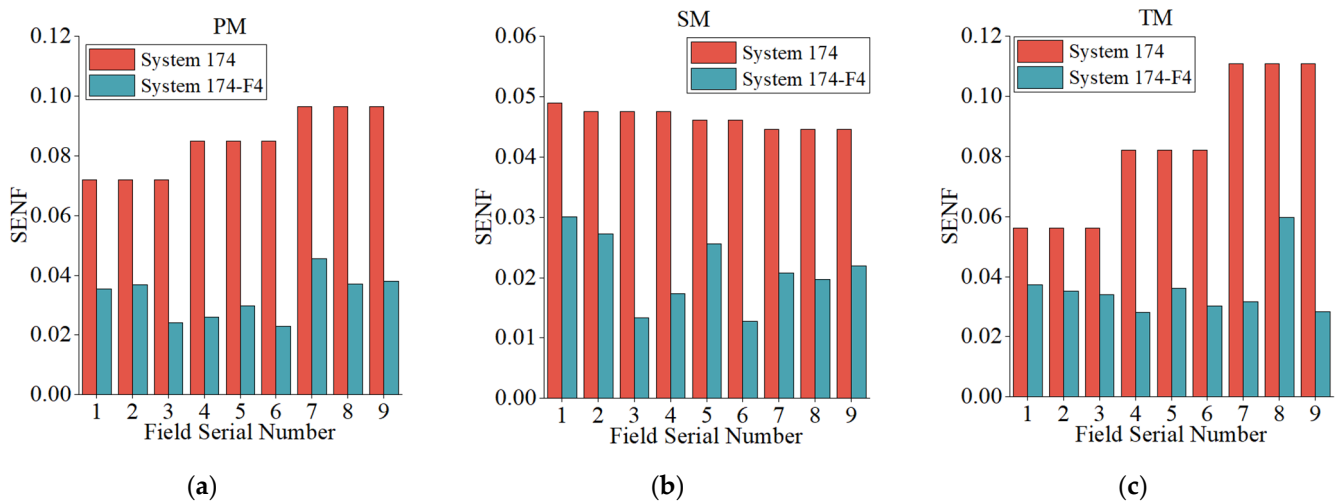 PM
System 174
System 174-F4
SENF
0.12
0.10
0.08
0.06
0.04
0.02
0.00
1 2 3 4 5 6 7 8 9
Field Serial Number
(a)
SM
System 174
System 174-F4
SENF
0.06
0.05
0.04
0.03
0.02
0.01
0.00
1 2 3 4 5 6 7 8 9
Field Serial Number
(b)
TM
System 174
System 174-F4
SENF
0.12
0.10
0.08
0.06
0.04
0.02
0.00
1 2 3 4 5 6 7 8 9
Field Serial Number
(c)